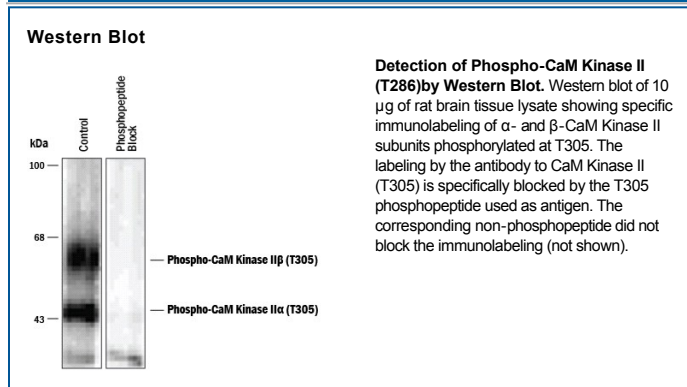 Western Blot
Control
Phosphopeptide
Block
kDa
100
68
43
Phospho-CaM Kinase IIβ (T305)
Phospho-CaM Kinase IIα (T305)
Detection of Phospho-CaM Kinase II
(T286)by Western Blot. Western blot of 10
µg of rat brain tissue lysate showing specific
immunolabeling of α- and β-CaM Kinase II
subunits phosphorylated at T305. The
labeling by the antibody to CaM Kinase II
(T305) is specifically blocked by the T305
phosphopeptide used as antigen. The
corresponding non-phosphopeptide did not
block the immunolabeling (not shown).